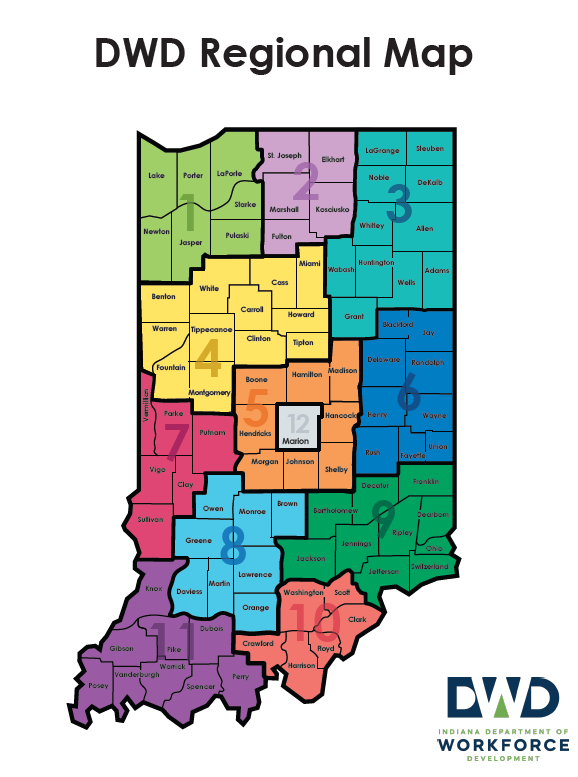 DWD Regional Map
St. Joseph
Elkhart
LaGrange
Steuben
Lake
Porter
LaPorte
Noble
DeKalb
1
2
3
Starke
Marshall
Kosciusko
Newton
Jasper
Pulaski
Fulton
Whitley
Allen
Miami
Wabash
Huntington
Adams
Wells
Benton
White
Cass
Carroll
Howard
Grant
Warren
Tippecanoe
Clinton
Tipton
Blackford
Jay
4
Fountain
Montgomery
Boone
Hamilton
Madison
Delaware
Randolph
Vermillion
Parke
5
12
Marion
Hancock
6
Henry
Wayne
7
Putnam
Hendricks
Rush
Fayette
Union
Vigo
Clay
Morgan
Johnson
Shelby
Decatur
Franklin
Sullivan
Owen
Monroe
Brown
Bartholomew
9
Dearborn
Greene
8
Jennings
Ripley
Ohio
Jackson
Jefferson
Switzerland
Knox
Daviess
Martin
Lawrence
Orange
Washington
Scott
10
Clark
11
Dubois
Gibson
Pike
Crawford
Floyd
Harrison
Warrick
Vanderburgh
Posey
Spencer
Perry
DWD
INDIANA DEPARTMENT OF
WORKFORCE
DEVELOPMENT